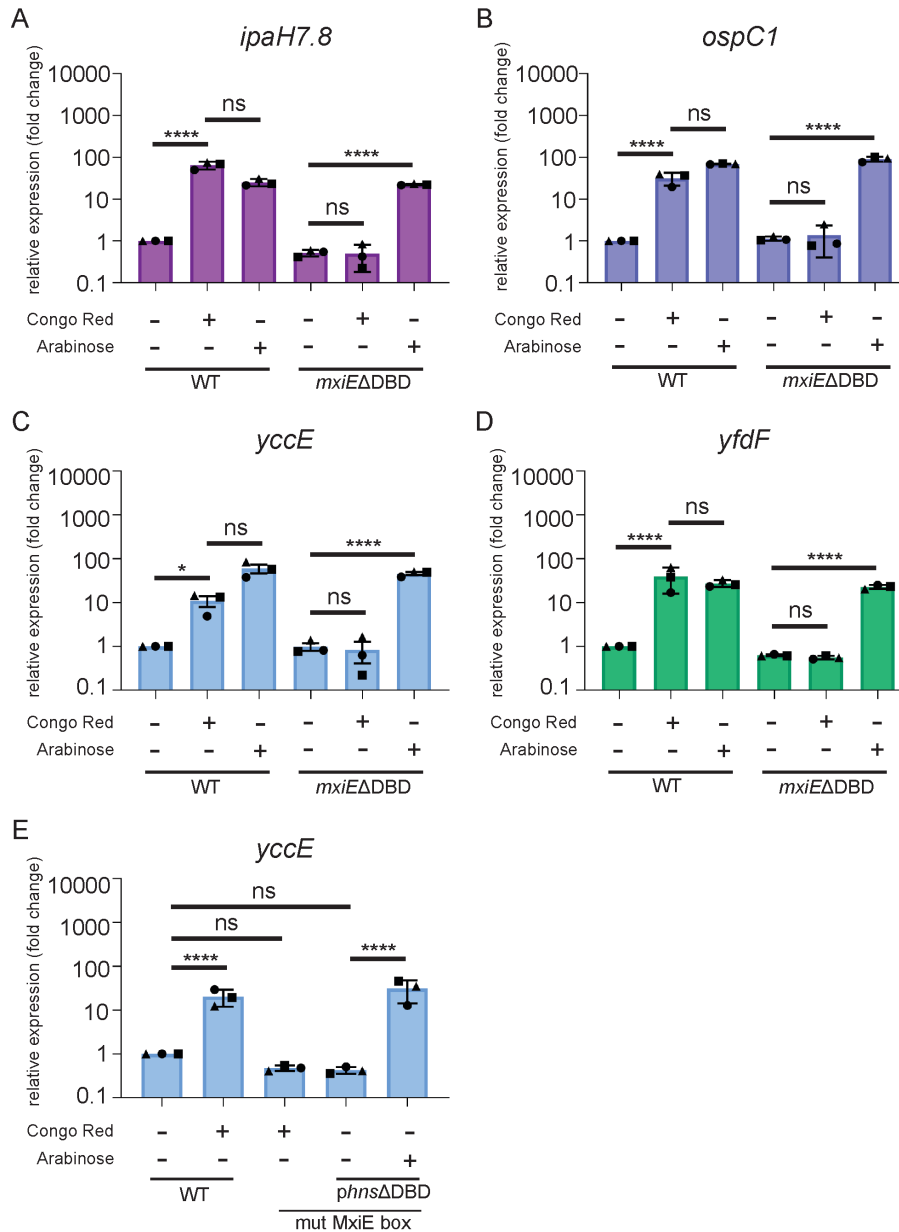 A
ipaH7.8
relative expression (fold change)
10000
1000
100
10
1
0.1
****
ns
ns
****
Congo Red - + - - + -
Arabinose - - + - - +
WT
mxiEΔDBD
B
ospC1
relative expression (fold change)
10000
1000
100
10
1
0.1
****
ns
ns
****
Congo Red - + - - + -
Arabinose - - + - - +
WT
mxiEΔDBD
C
yccE
relative expression (fold change)
10000
1000
100
10
1
0.1
*
ns
ns
****
Congo Red - + - - + -
Arabinose - - + - - +
WT
mxiEΔDBD
D
yfdF
relative expression (fold change)
10000
1000
100
10
1
0.1
****
ns
ns
****
Congo Red - + - - + -
Arabinose - - + - - +
WT
mxiEΔDBD
E
yccE
relative expression (fold change)
10000
1000
100
10
1
0.1
ns
ns
****
****
Congo Red - + + - -
Arabinose - - - - +
WT
phnsΔDBD
mut MxiE box